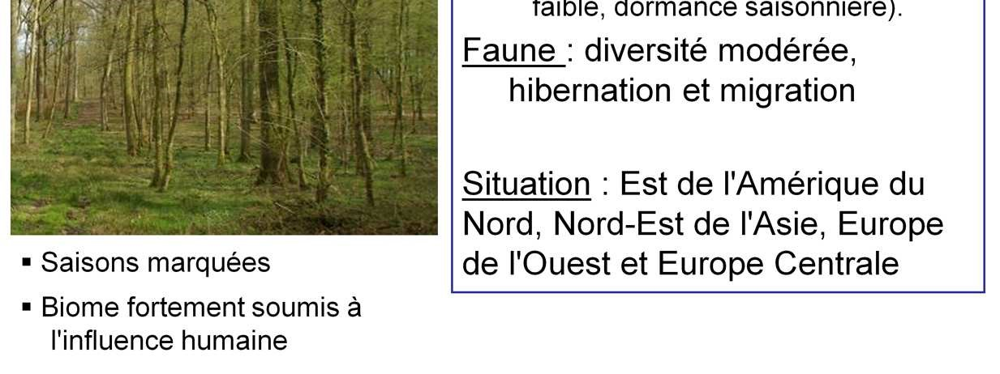 faible, dormance saisonnière).
Faune : diversité modérée,
hibernation et migration
Situation : Est de l'Amérique du
Nord, Nord-Est de l'Asie, Europe
de l'Ouest et Europe Centrale
▪ Saisons marquées
▪ Biome fortement soumis à
l'influence humaine